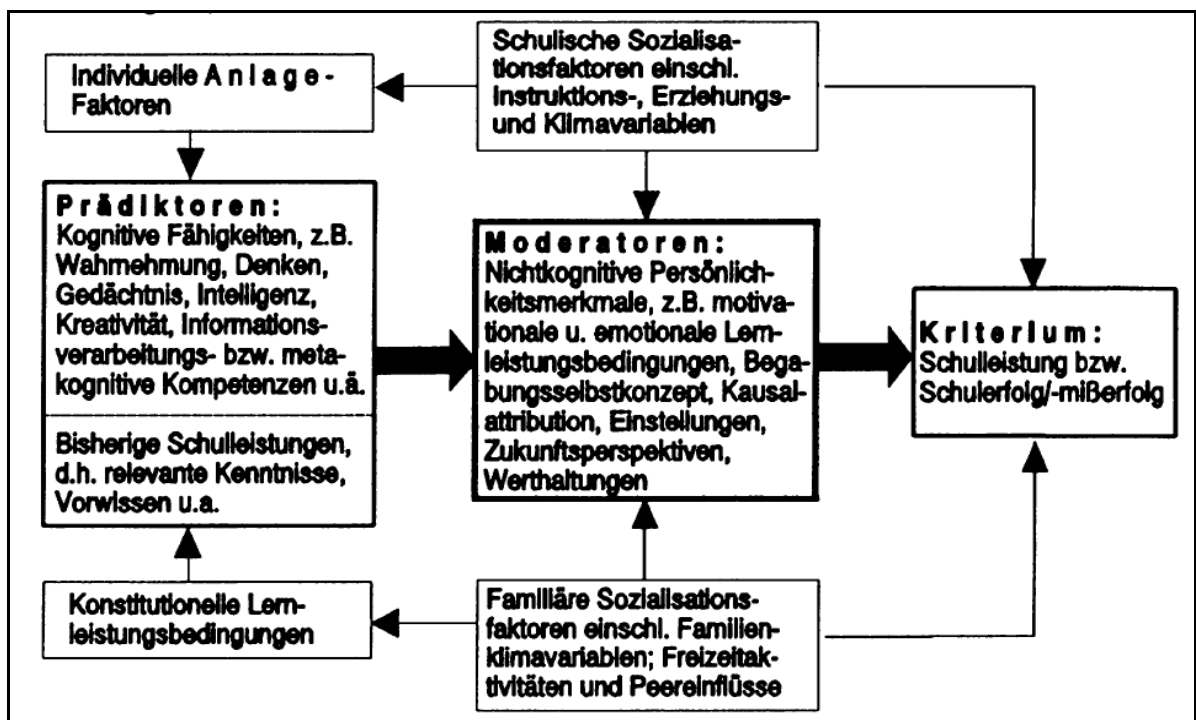 Individuelle Anlage-
Faktoren
Schulische Sozialisa-
tionsfaktoren einschl.
Instruktions-, Erziehungs-
und Klimavariablen
Prädiktoren:
Kognitive Fähigkeiten, z.B.
Wahrnehmung, Denken,
Gedächtnis, Intelligenz,
Kreativität, Informations-
verarbeitungs- bzw. meta-
kognitive Kompetenzen u.ä.
Bisherige Schulleistungen,
d.h. relevante Kenntnisse,
Vorwissen u.a.
Moderatoren:
Nichtkognitive Persönlich-
keitsmerkmale, z.B. motiva-
tionale u. emotionale Lern-
leistungsbedingungen, Bega-
bungsselbstkonzept, Kausal-
attribution, Einstellungen,
Zukunftsperspektiven,
Werthaltungen
Kriterium:
Schulleistung bzw.
Schulerfolg/-mißerfolg
Konstitutionelle Lern-
leistungsbedingungen
Familiäre Sozialisations-
faktoren einschl. Familien-
klimavariablen; Freizeitak-
tivitäten und Peereinflüsse